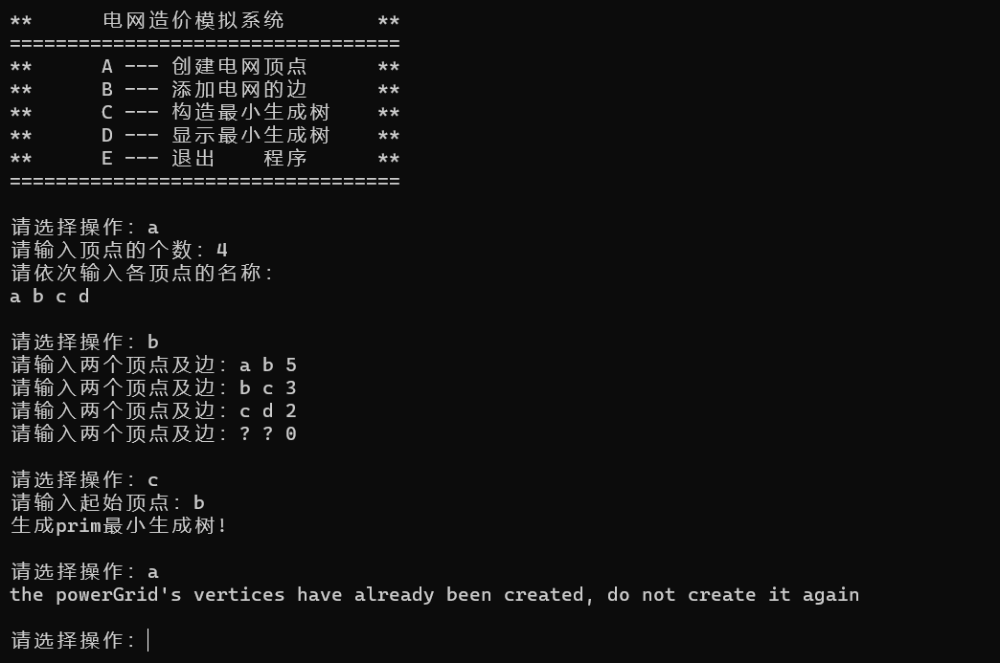 **      电网造价模拟系统        **
==================================
**      A --- 创建电网顶点      **
**      B --- 添加电网的边      **
**      C --- 构造最小生成树    **
**      D --- 显示最小生成树    **
**      E --- 退出    程序      **
==================================
请选择操作: a
请输入顶点的个数: 4
请依次输入各顶点的名称:
a b c d
请选择操作: b
请输入两个顶点及边: a b 5
请输入两个顶点及边: b c 3
请输入两个顶点及边: c d 2
请输入两个顶点及边: ? ? 0
请选择操作: c
请输入起始顶点: b
生成prim最小生成树!
请选择操作: a
the powerGrid's vertices have already been created, do not create it again
请选择操作: